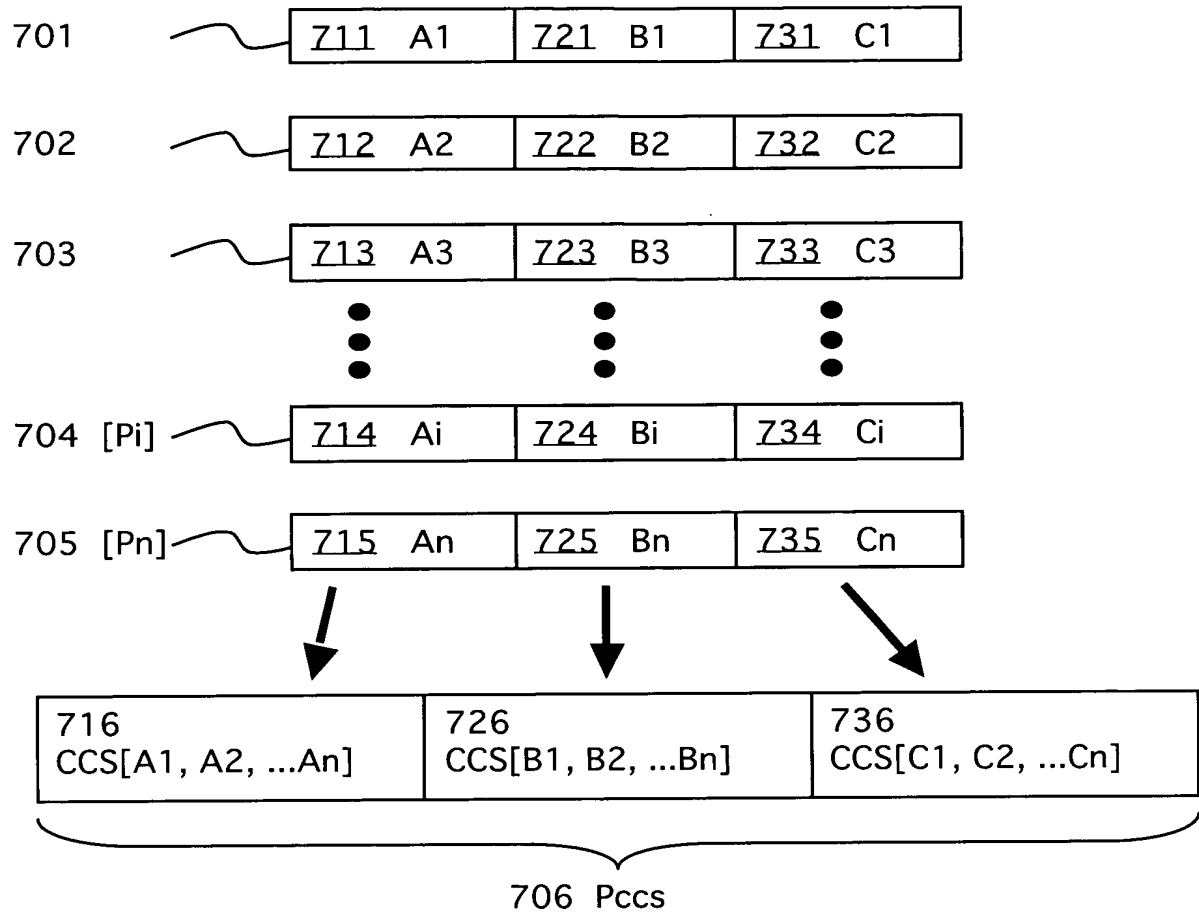 701 711 A1 721 B1 731 C1
702 712 A2 722 B2 732 C2
703 713 A3 723 B3 733 C3
704 [Pi] 714 Ai 724 Bi 734 Ci
705 [Pn] 715 An 725 Bn 735 Cn
716 726 736
CCS[A1, A2, ...An] CCS[B1, B2, ...Bn] CCS[C1, C2, ...Cn]
706 Pccs